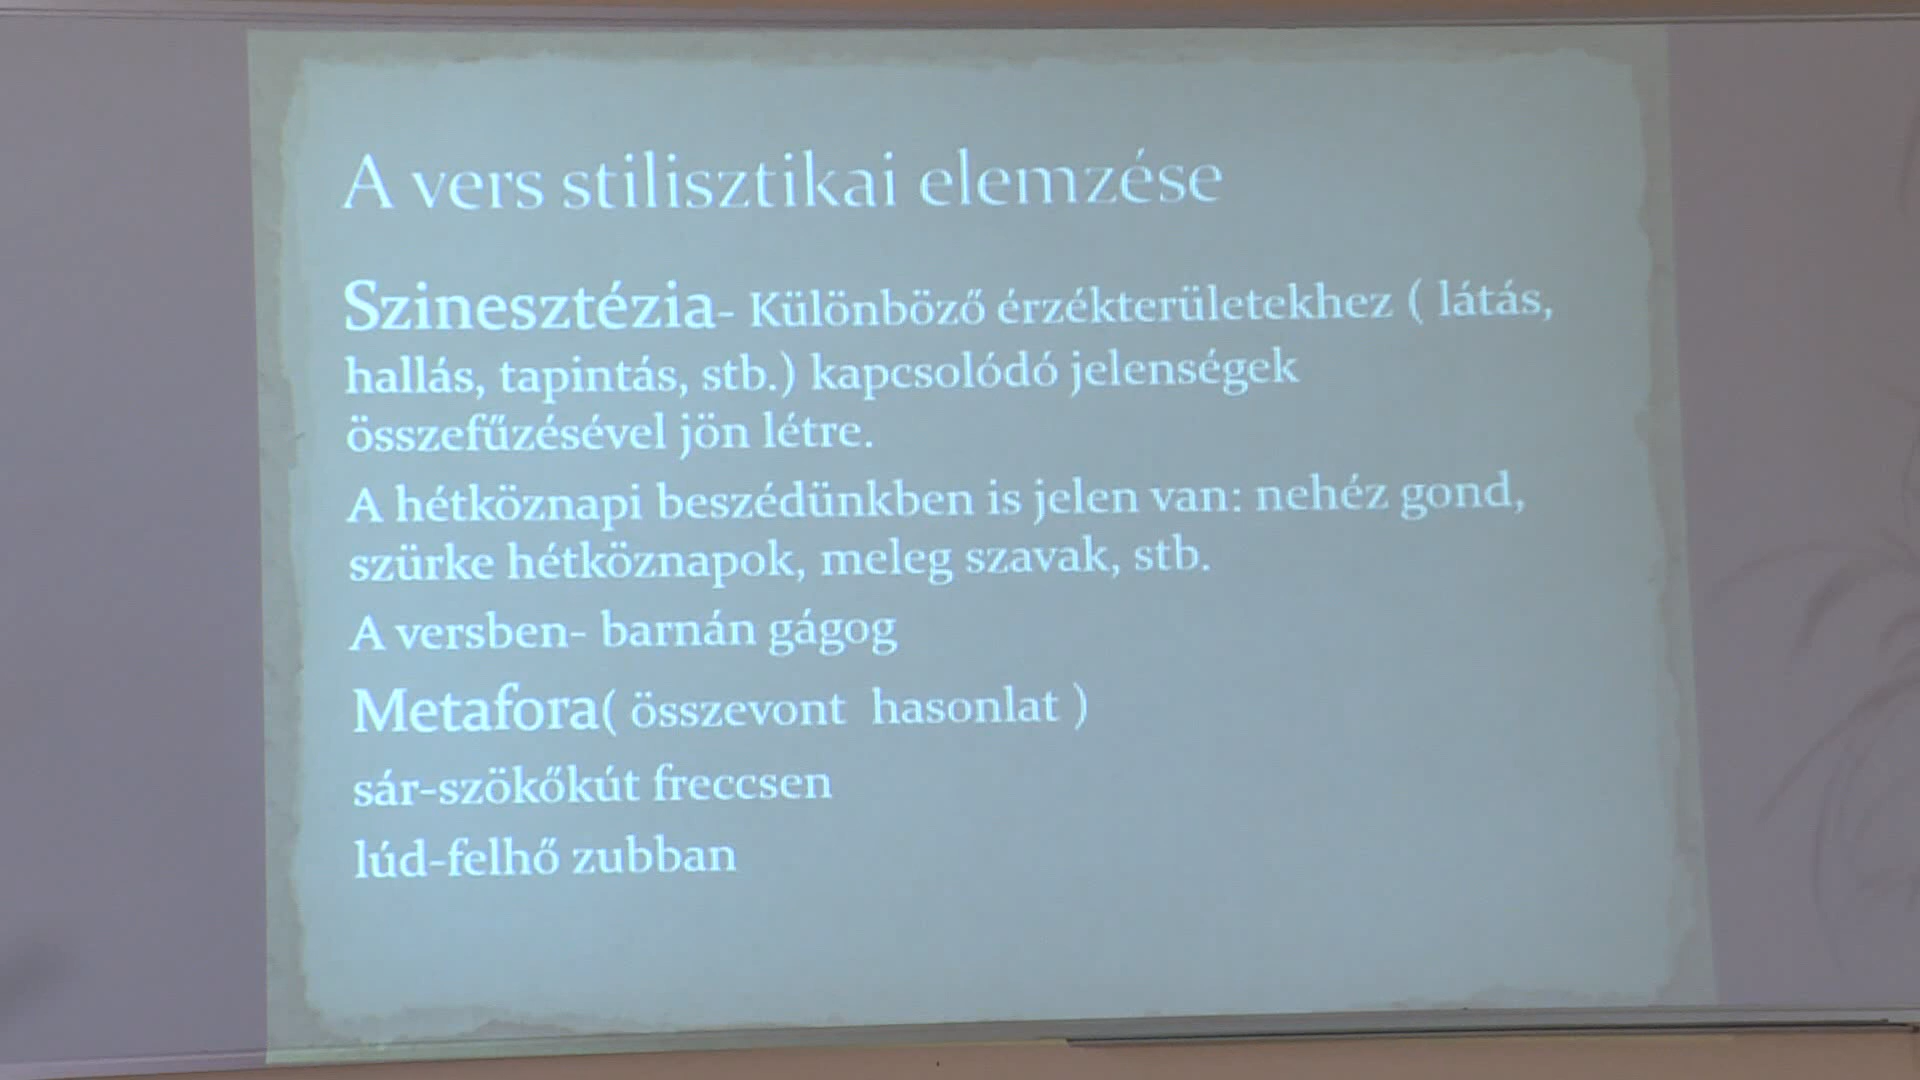 A vers stilisztikai elemzése
Szinesztézia- Különböző érzékterületekhez ( látás,
hallás, tapintás, stb.) kapcsolódó jelenségek
összefűzésével jön létre.
A hétköznapi beszédünkben is jelen van: nehéz gond,
szürke hétköznapok, meleg szavak, stb.
A versben- barnán gágog
Metafora( összevont hasonlat )
sár-szökőkút freccsen
lúd-felhő zubban